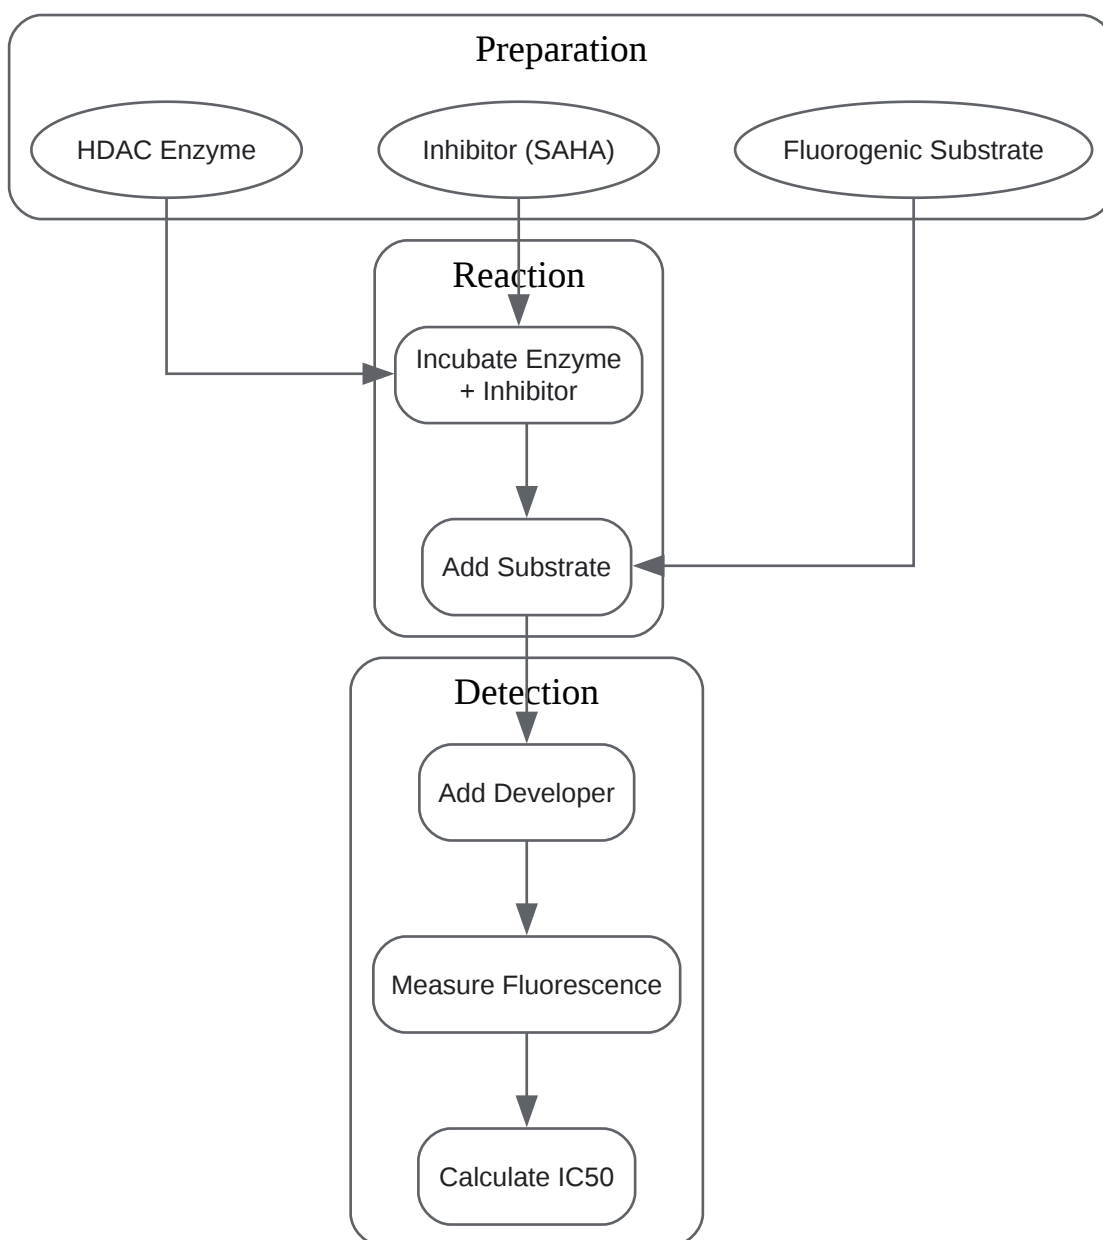 Preparation
HDAC Enzyme
Inhibitor (SAHA)
Fluorogenic Substrate
Reaction
Incubate Enzyme
+ Inhibitor
Add Substrate
Detection
Add Developer
Measure Fluorescence
Calculate IC50